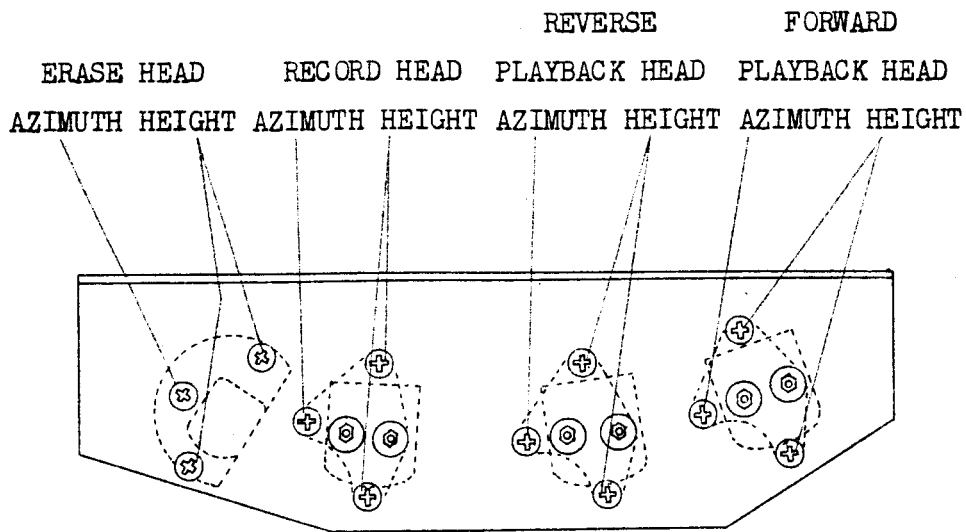 REVERSE FORWARD
ERASE HEAD RECORD HEAD PLAYBACK HEAD PLAYBACK HEAD
AZIMUTH HEIGHT AZIMUTH HEIGHT AZIMUTH HEIGHT AZIMUTH HEIGHT